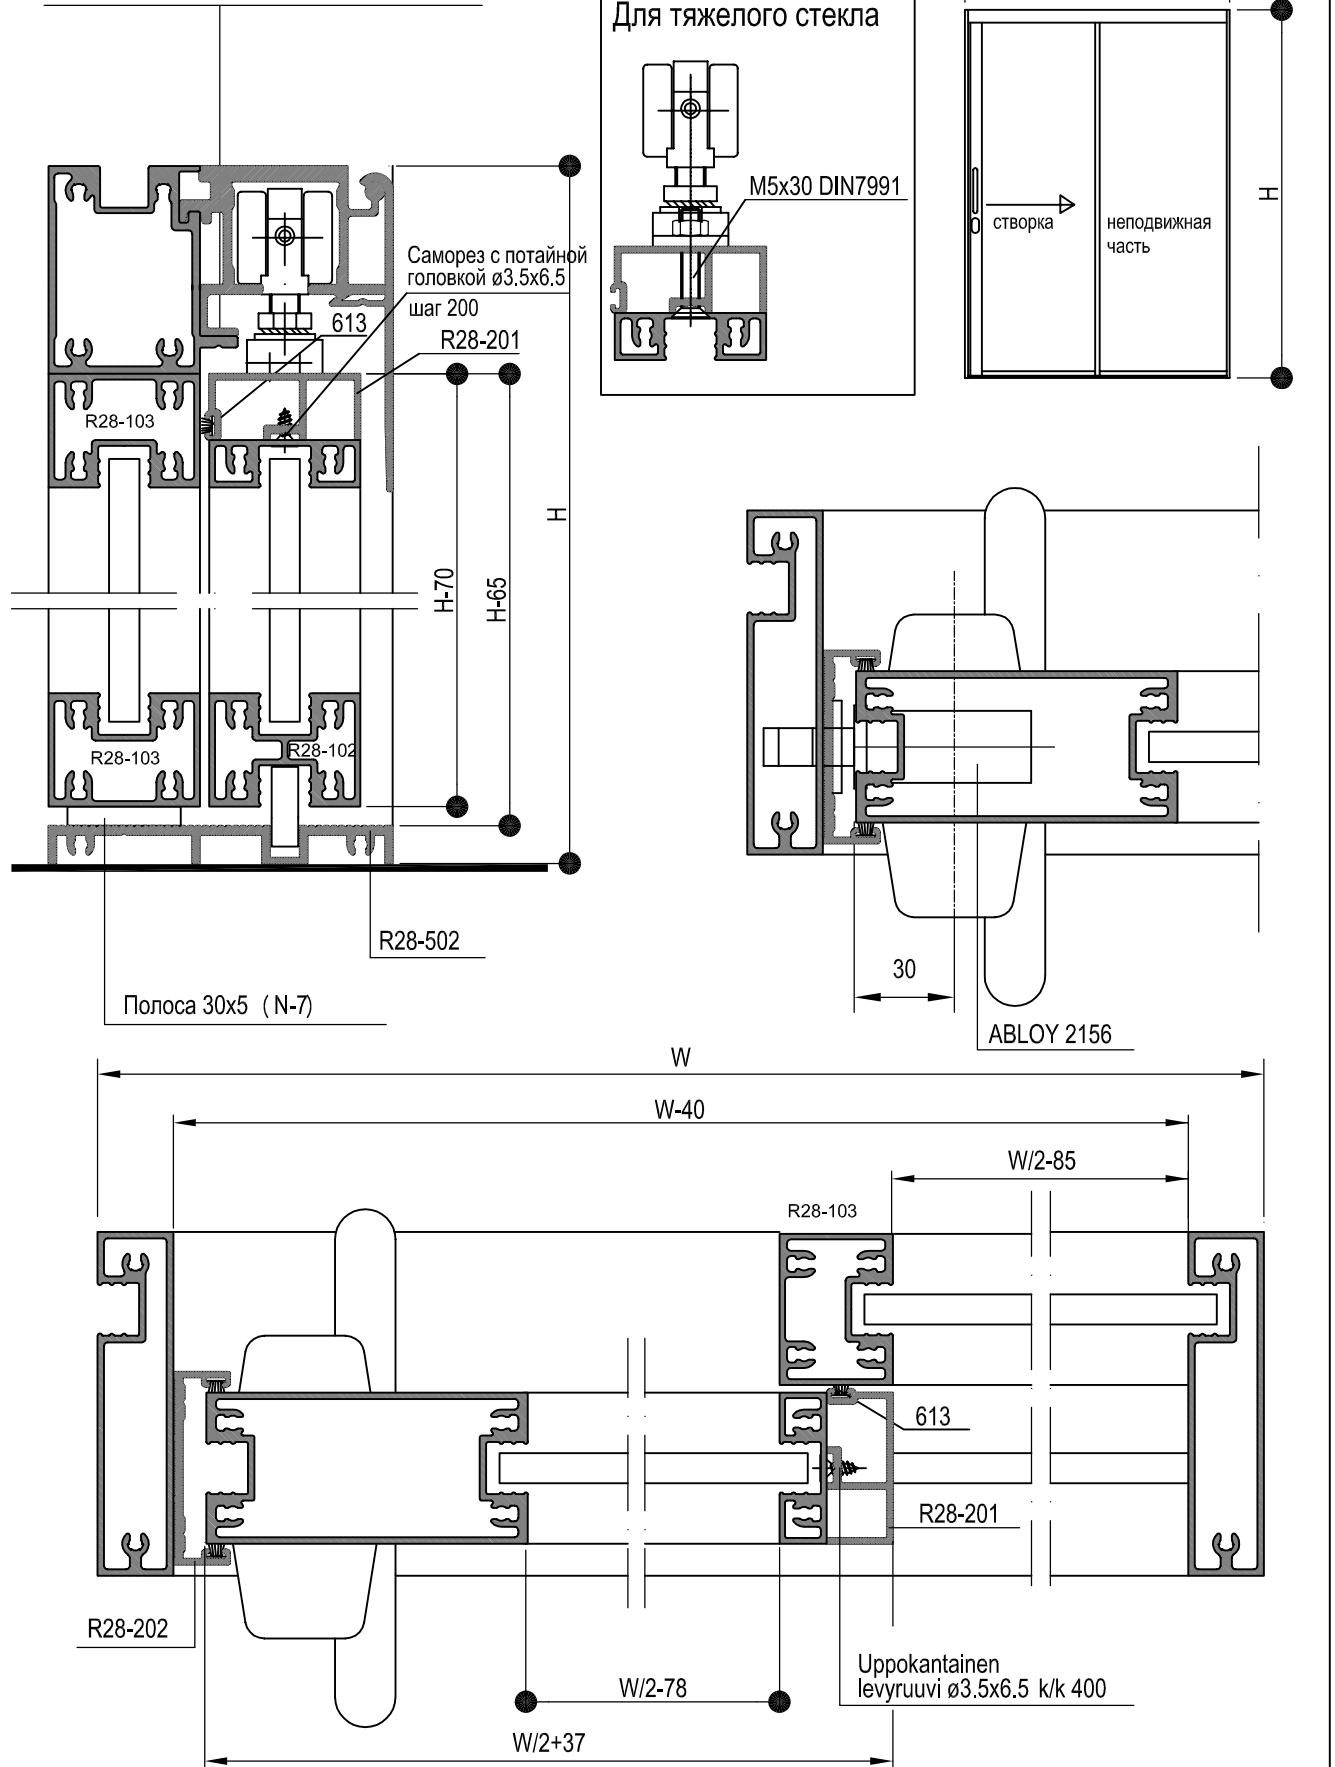 Для тяжелого стекла
M5x30 DIN7991
створка
неподвижная
часть
H
Саморез с потайной
головкой ø3.5x6.5
шаг 200
613
R28-201
R28-103
H
H-70
H-65
R28-103
R28-102
R28-502
Полоса 30x5 ( N-7)
30
ABLOY 2156
W
W-40
W/2-85
R28-103
613
R28-201
R28-202
Uppokantainen
levyruuvi ø3.5x6.5 k/k 400
W/2-78
W/2+37